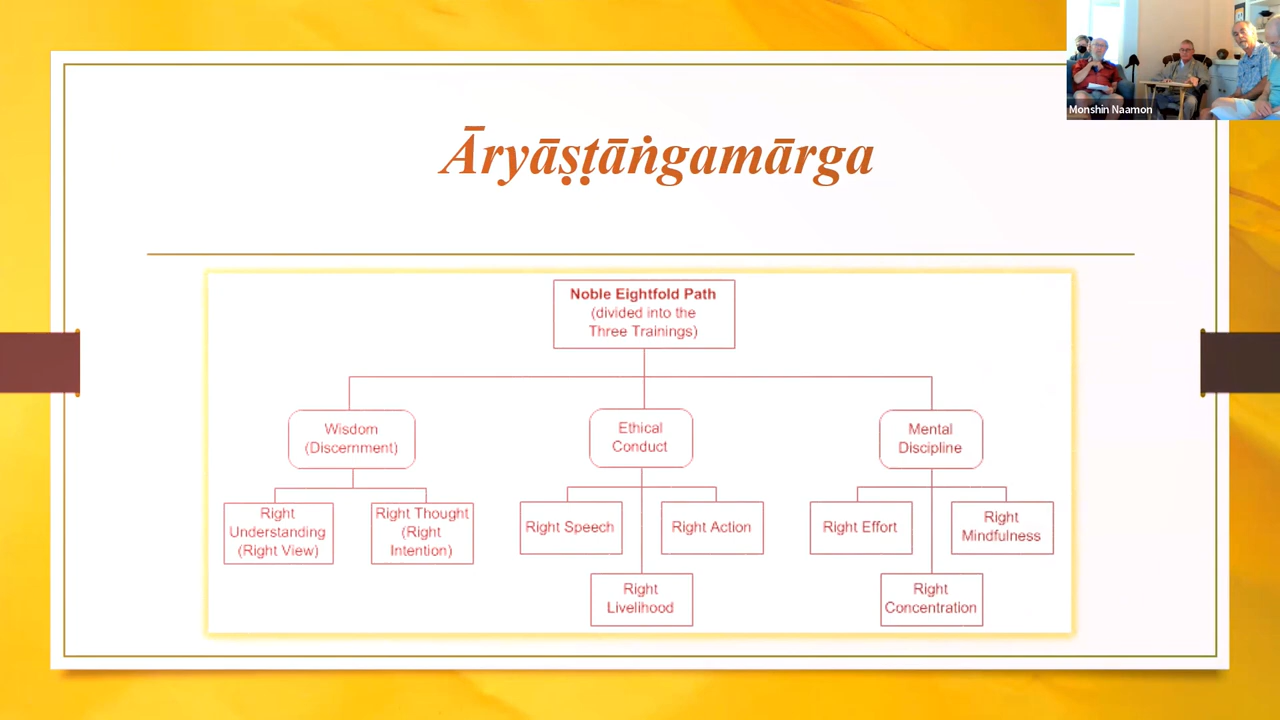 Monshin Naamon
Āryāṣṭāṅgamārga
Noble Eightfold Path
(divided into the
Three Trainings)
Wisdom
(Discernment)
Ethical
Conduct
Mental
Discipline
Right
Understanding
(Right View)
Right Thought
(Right
Intention)
Right Speech
Right Action
Right
Livelihood
Right Effort
Right
Mindfulness
Right
Concentration